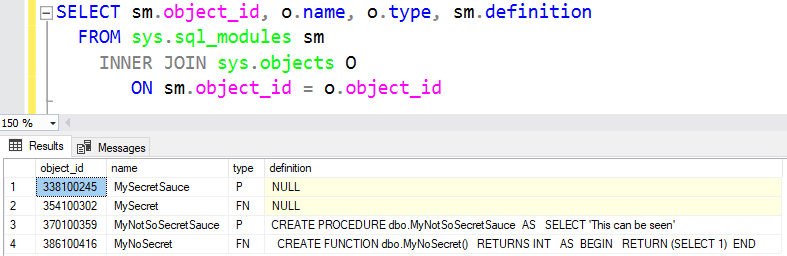 SELECT sm.object_id, o.name, o.type, sm.definition
FROM sys.sql_modules sm
INNER JOIN sys.objects O
ON sm.object_id = o.object_id
150 %
Results Messages
object_id name type definition
1 338100245 MySecretSauce P NULL
2 354100302 MySecret FN NULL
3 370100359 MyNotSoSecretSauce P CREATE PROCEDURE dbo.MyNotSoSecretSauce AS SELECT 'This can be seen'
4 386100416 MyNoSecret FN CREATE FUNCTION dbo.MyNoSecret() RETURNS INT AS BEGIN RETURN (SELECT 1) END